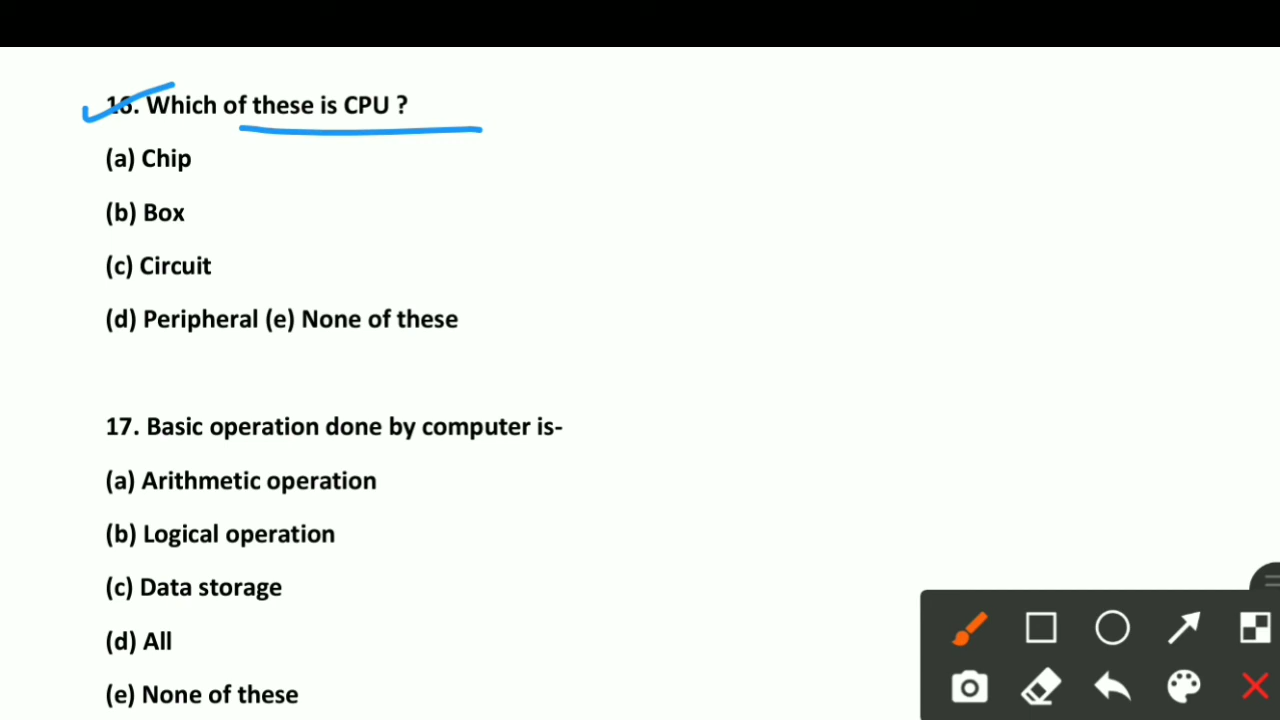 16. Which of these is CPU ?
(a) Chip
(b) Box
(c) Circuit
(d) Peripheral (e) None of these
17. Basic operation done by computer is-
(a) Arithmetic operation
(b) Logical operation
(c) Data storage
(d) All
(e) None of these